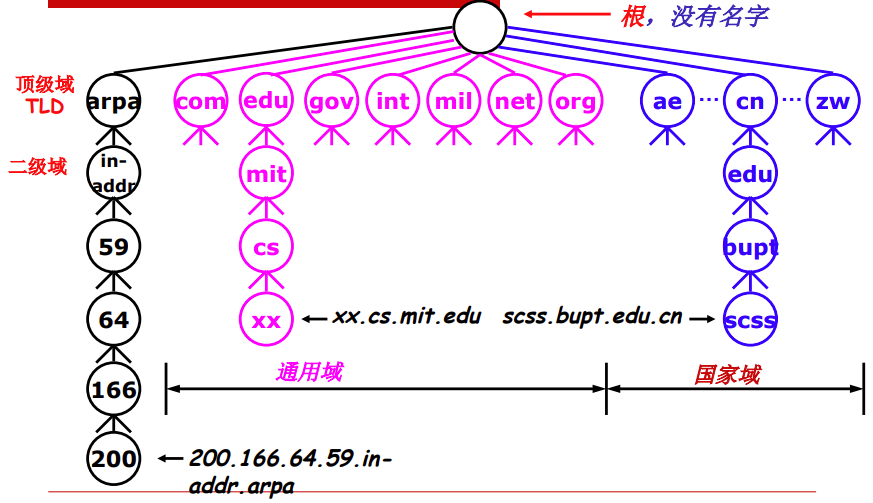 根，没有名字
顶级域
TLD
arpa
com
edu
gov
int
mil
net
org
ae
...
cn
...
zw
二级域
in-
addr
mit
edu
59
cs
bupt
64
xx
xx.cs.mit.edu
scss.bupt.edu.cn
scss
通用域
国家域
166
200
200.166.64.59.in-
addr.arpa